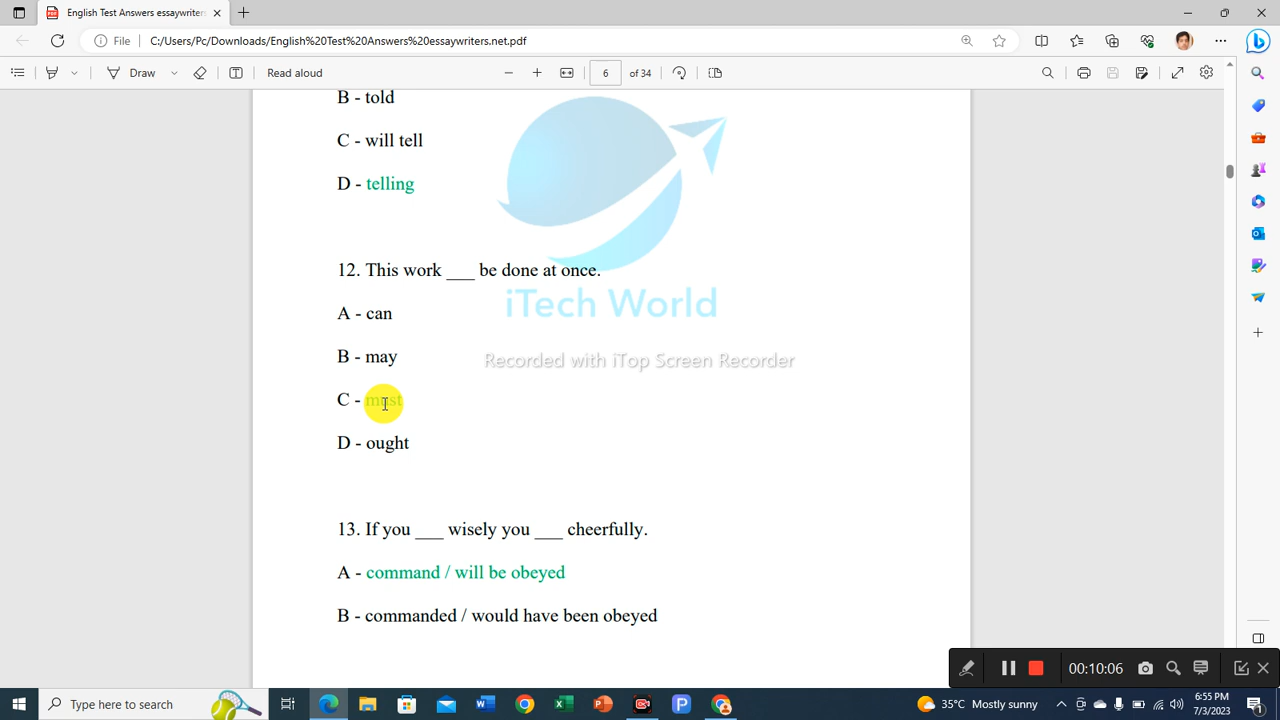 English Test Answers essaywriters
File
C:/Users/Pc/Downloads/English%20Test%20Answers%20essaywriters.net.pdf
Draw
Read aloud
6
of 34
B - told
C - will tell
D - telling
12. This work ___ be done at once.
A - can
iTech World
B - may
Recorded with iTop Screen Recorder
C - must
D - ought
13. If you ___ wisely you ___ cheerfully.
A - command / will be obeyed
B - commanded / would have been obeyed
00:10:06
Type here to search
35°C Mostly sunny
6:55 PM
7/3/2023